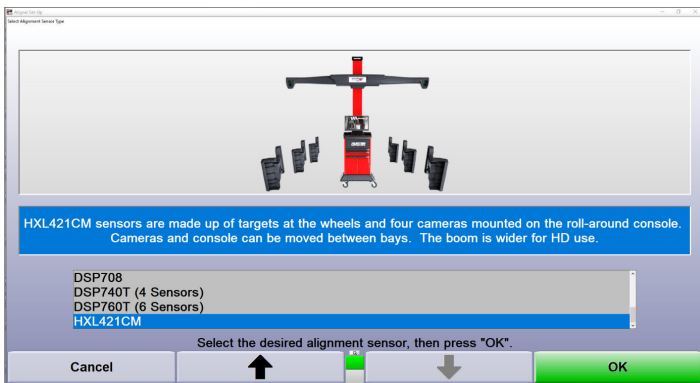 Aligner Set-Up
Select Alignment Sensor Type
HXL421CM sensors are made up of targets at the wheels and four cameras mounted on the roll-around console.
Cameras and console can be moved between bays. The boom is wider for HD use.
DSP708
DSP740T (4 Sensors)
DSP760T (6 Sensors)
HXL421CM
Select the desired alignment sensor, then press "OK".
Cancel
OK